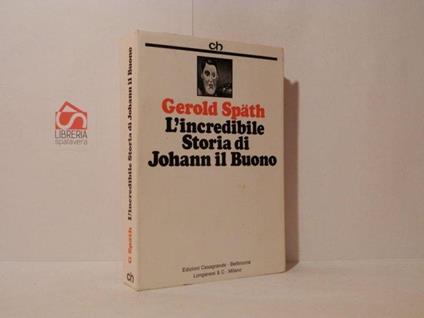 ch
Gerold Späth
L'incredibile
Storia di
Johann il Buono
Edizioni Casagrande - Bellinzona
Longanesi & C - Milano
G Späth L'incredibile Storia di Johann il Buono
ch
LIBRERIA
spalavera